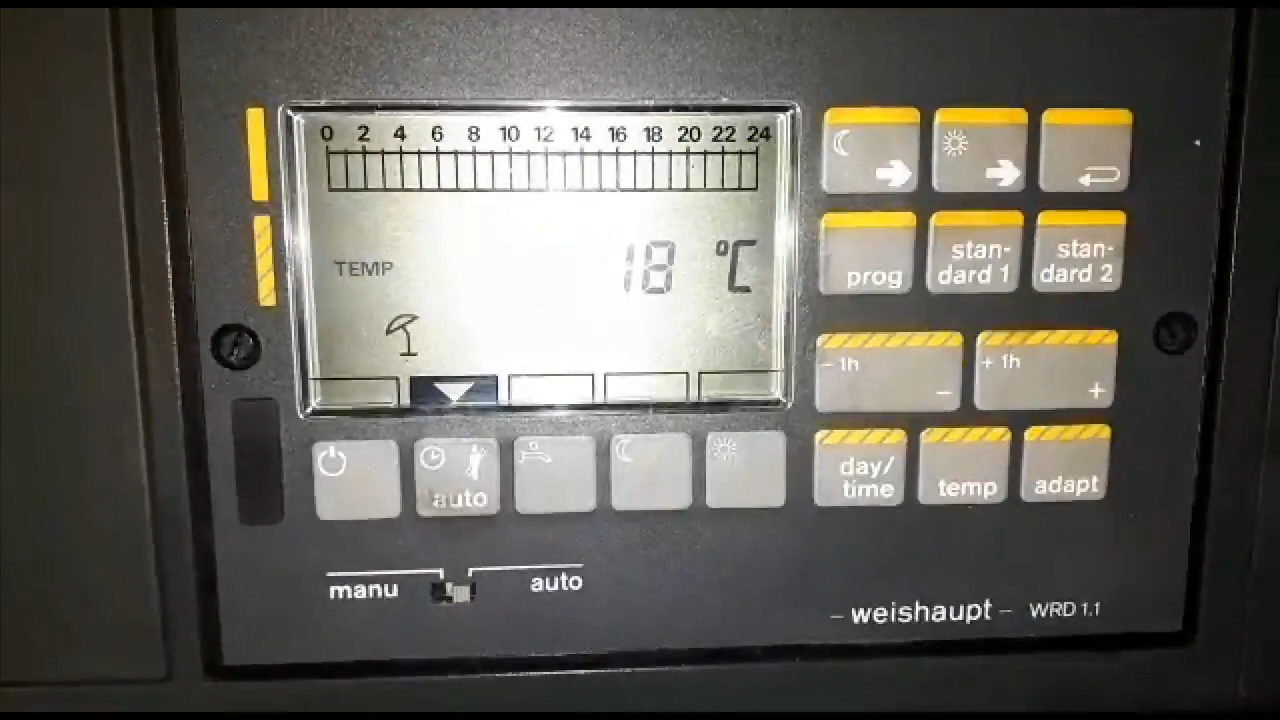 0 2 4 6 8 10 12 14 16 18 20 22 24
TEMP 18 °C
prog
stan-
dard 1
stan-
dard 2
- 1h
-
+ 1h
+
auto
day/
time
temp
adapt
manu
auto
- weishaupt - WRD 1.1